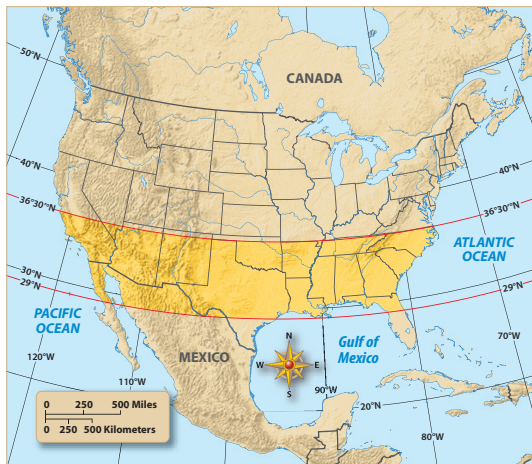 50°N
CANADA
40°N
40°N
36°30'N
36°30'N
ATLANTIC
OCEAN
30°N
29°N
29°N
PACIFIC
OCEAN
Gulf of
Mexico
MEXICO
N
W
E
S
120°W
110°W
90°W
80°W
70°W
20°N
0 250 500 Miles
0 250 500 Kilometers